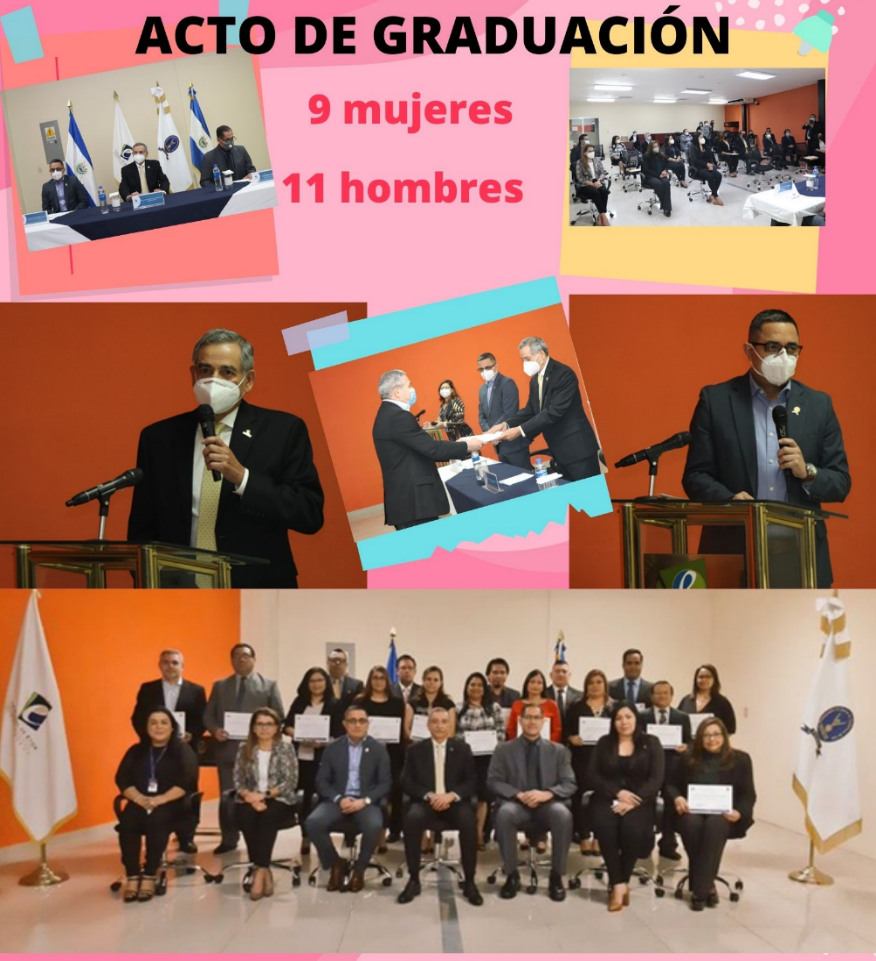 ACTO DE GRADUACIÓN
9 mujeres
11 hombres